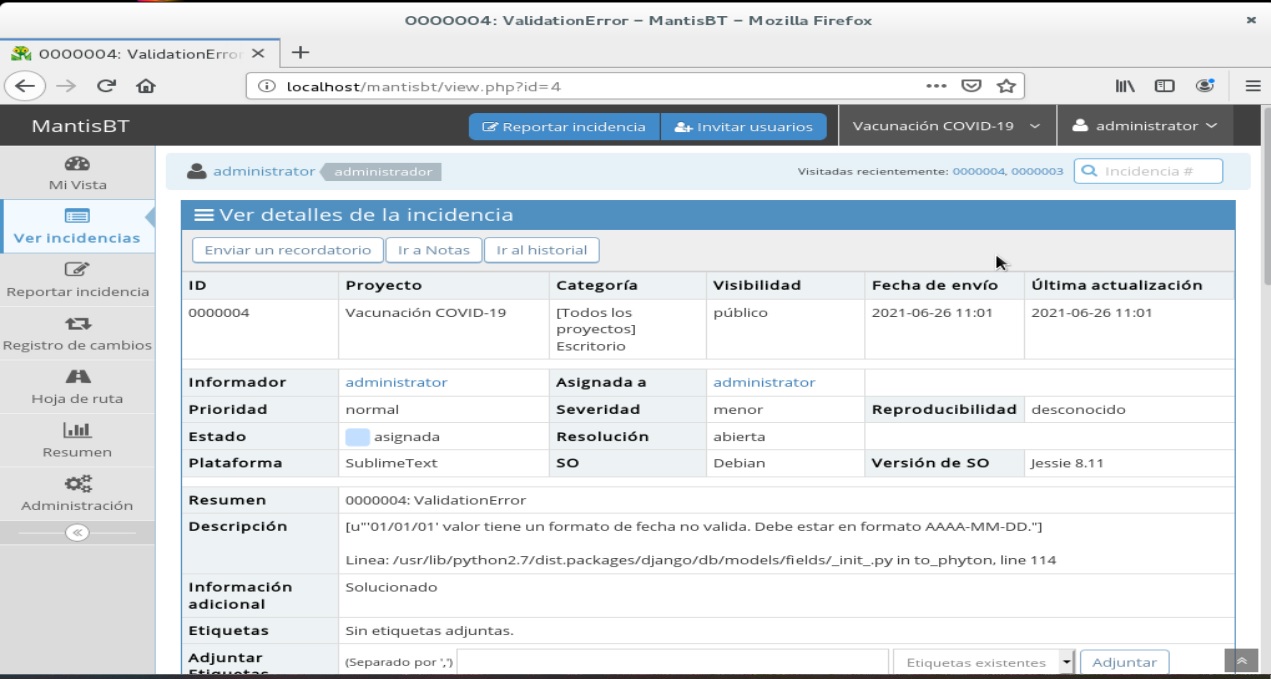 0000004: ValidationError – MantisBT – Mozilla Firefox
0000004: ValidationError
localhost/mantisbt/view.php?id=4
MantisBT
Reportar incidencia
Invitar usuarios
Vacunación COVID-19
administrator
administrator
administrador
Visitadas recientemente: 0000004, 0000003
Incidencia #
Mi Vista
Ver incidencias
Reportar incidencia
Registro de cambios
Hoja de ruta
Resumen
Administración
Ver detalles de la incidencia
Enviar un recordatorio
Ir a Notas
Ir al historial
ID Proyecto Categoría Visibilidad Fecha de envío Última actualización
0000004 Vacunación COVID-19 [Todos los público 2021-06-26 11:01 2021-06-26 11:01
proyectos]
Escritorio
Informador administrator Asignada a administrator
Prioridad normal Severidad menor Reproducibilidad desconocido
Estado asignada Resolución abierta
Plataforma SublimeText SO Debian Versión de SO Jessie 8.11
Resumen 0000004: ValidationError
Descripción [u"'01/01/01' valor tiene un formato de fecha no valida. Debe estar en formato AAAA-MM-DD."]
Linea: /usr/lib/python2.7/dist.packages/django/db/models/fields/_init_.py in to_phyton, line 114
Información Solucionado
adicional
Etiquetas Sin etiquetas adjuntas.
Adjuntar (Separado por ',') Etiquetas existentes Adjuntar
Etiquetas